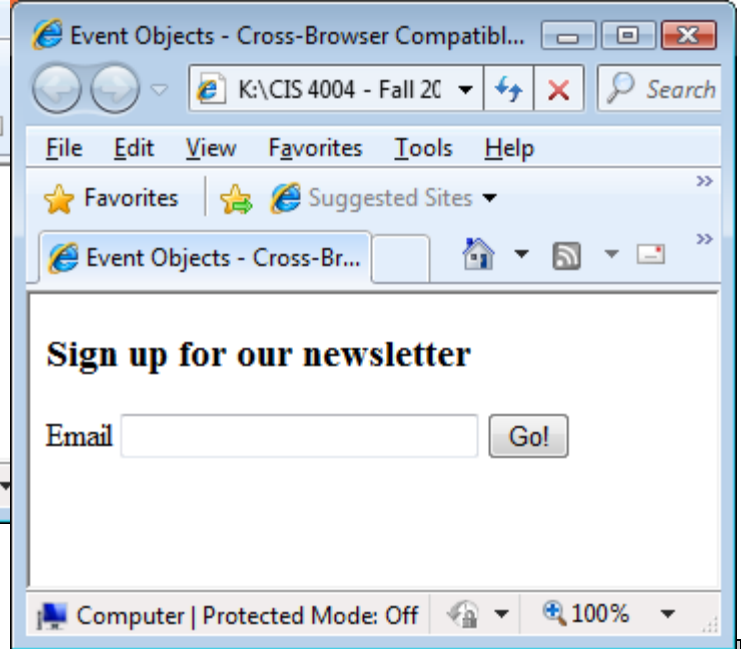 Event Objects - Cross-Browser Compatibl...
K:\CIS 4004 - Fall 20 Search
File Edit View Favorites Tools Help
Favorites Suggested Sites
Event Objects - Cross-Br...
Sign up for our newsletter
Email Go!
Computer | Protected Mode: Off 100%